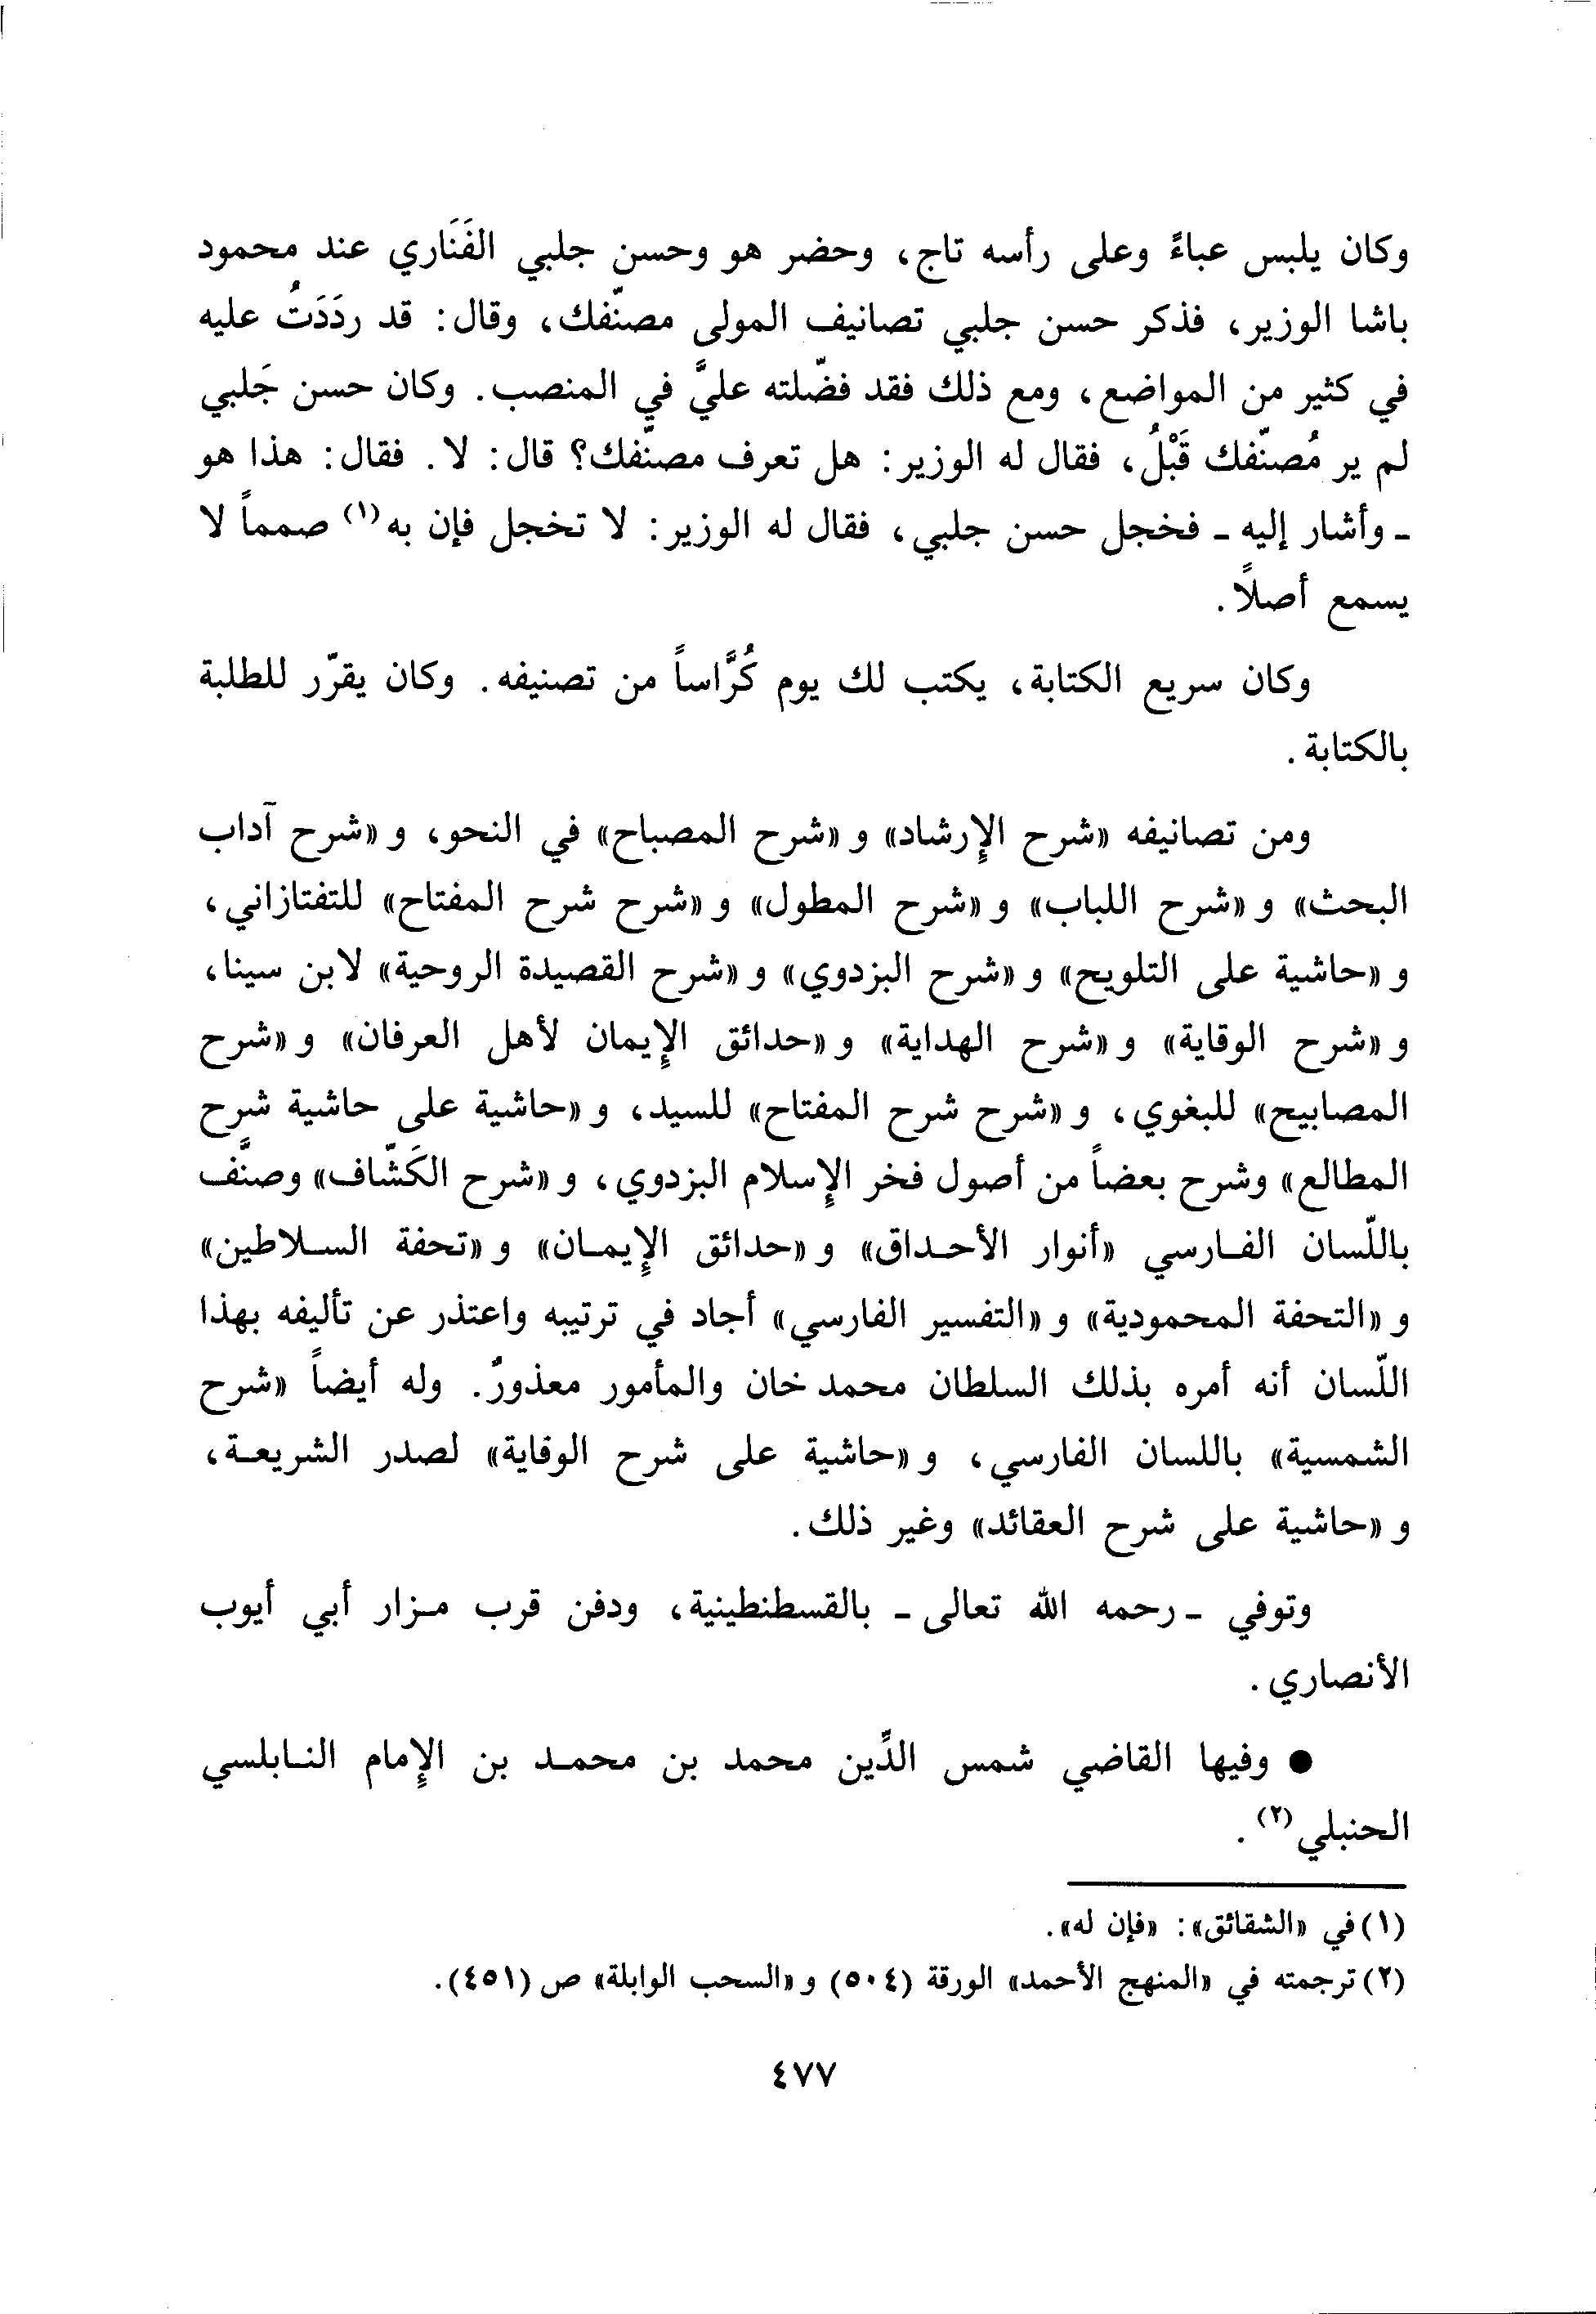 وكان يلبس عباءً وعلى رأسه تاج، وحضر هو وحسن جلبي الفَنَاري عند محمود
باشا الوزير، فذكر حسن جلبي تصانيف المولى مصنّفك، وقال: قد ردَدَتُ عليه
في كثير من المواضع، ومع ذلك فقد فضّلته عليَّ في المنصب. وكان حسن جَلبي
لم ير مُصنّفك قَبْلُ، فقال له الوزير: هل تعرف مصنّفك؟ قال: لا. فقال: هذا هو
- وأشار إليه - فخجل حسن جلبي، فقال له الوزير: لا تخجل فإن به(١) صمماً لا
يسمع أصلاً.
وكان سريع الكتابة، يكتب لك يوم كُرَّاساً من تصنيفه. وكان يقرّر للطلبة
بالكتابة.
ومن تصانيفه «شرح الإرشاد» و «شرح المصباح» في النحو، و «شرح آداب
البحث» و «شرح اللباب» و «شرح المطول» و «شرح شرح المفتاح» للتفتازاني،
و «حاشية على التلويح» و «شرح البزدوي» و «شرح القصيدة الروحية» لابن سينا،
و «شرح الوقاية» و «شرح الهداية» و «حدائق الإيمان لأهل العرفان» و «شرح
المصابيح» للبغوي، و «شرح شرح المفتاح» للسيد، و «حاشية على حاشية شرح
المطالع» وشرح بعضاً من أصول فخر الإسلام البزدوي، و «شرح الكَشّاف» وصنَّف
باللّسان الفارسي «أنوار الأحداق» و «حدائق الإيمان» و «تحفة السلاطين»
و «التحفة المحمودية» و «التفسير الفارسي» أجاد في ترتيبه واعتذر عن تأليفه بهذا
اللّسان أنه أمره بذلك السلطان محمد خان والمأمور معذورٌ. وله أيضاً «شرح
الشمسية» باللسان الفارسي، و «حاشية على شرح الوقاية» لصدر الشريعة،
و «حاشية على شرح العقائد» وغير ذلك.
وتوفي - رحمه الله تعالى - بالقسطنطينية، ودفن قرب مزار أبي أيوب
الأنصاري.
● وفيها القاضي شمس الدِّين محمد بن محمد بن الإمام النابلسي
الحنبلي(٢).
(١) في «الشقائق»: «فإن له».
(٢) ترجمته في «المنهج الأحمد» الورقة (٥٠٤) و «السحب الوابلة» ص (٤٥١).
٤٧٧